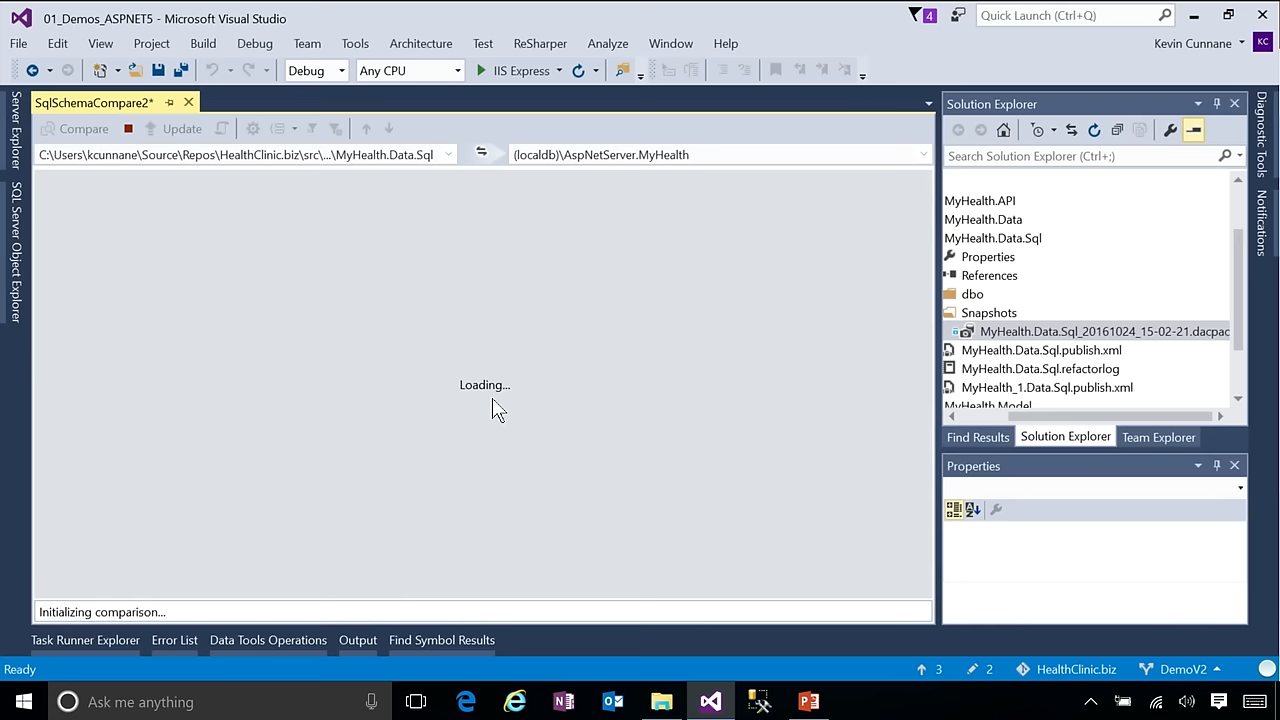 01_Demos_ASPNET5 - Microsoft Visual Studio
4
Quick Launch (Ctrl+Q)
File Edit View Project Build Debug Team Tools Architecture Test ReSharper Analyze Window Help
Kevin Cunnane
KC
Debug
Any CPU
IIS Express
Server Explorer
SQL Server Object Explorer
SqlSchemaCompare2*
Compare
Update
C:\Users\kcunnane\Source\Repos\HealthClinic.biz\src\...\MyHealth.Data.Sql
(localdb)\AspNetServer.MyHealth
Loading...
Initializing comparison...
Solution Explorer
Search Solution Explorer (Ctrl+;)
MyHealth.API
MyHealth.Data
MyHealth.Data.Sql
Properties
References
dbo
Snapshots
MyHealth.Data.Sql_20161024_15-02-21.dacpac
MyHealth.Data.Sql.publish.xml
MyHealth.Data.Sql.refactorlog
MyHealth_1.Data.Sql.publish.xml
MyHealth.Model
Find Results Solution Explorer Team Explorer
Properties
Diagnostic Tools
Notifications
Task Runner Explorer Error List Data Tools Operations Output Find Symbol Results
Ready
3
2
HealthClinic.biz
DemoV2
Ask me anything